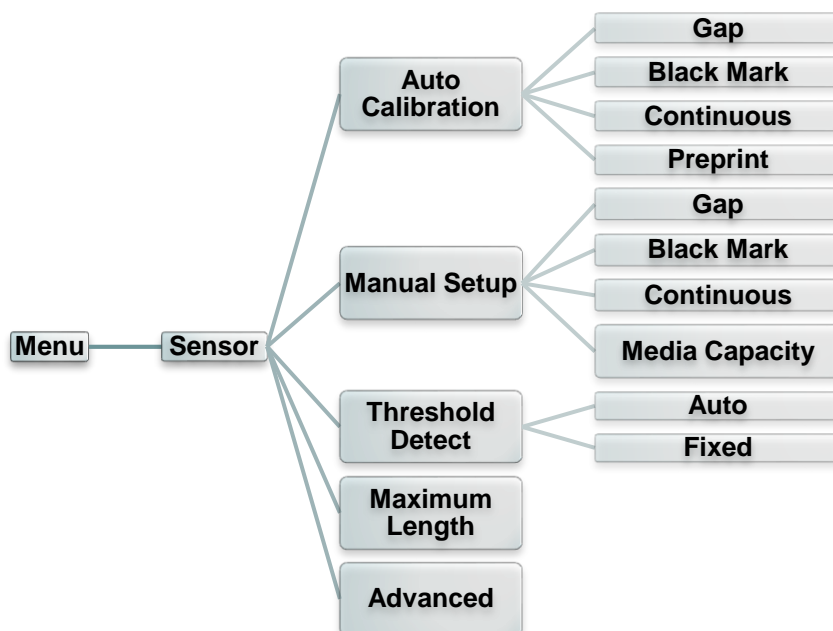 Menu
Sensor
Auto
Calibration
Gap
Black Mark
Continuous
Preprint
Manual Setup
Gap
Black Mark
Continuous
Media Capacity
Threshold
Detect
Auto
Fixed
Maximum
Length
Advanced